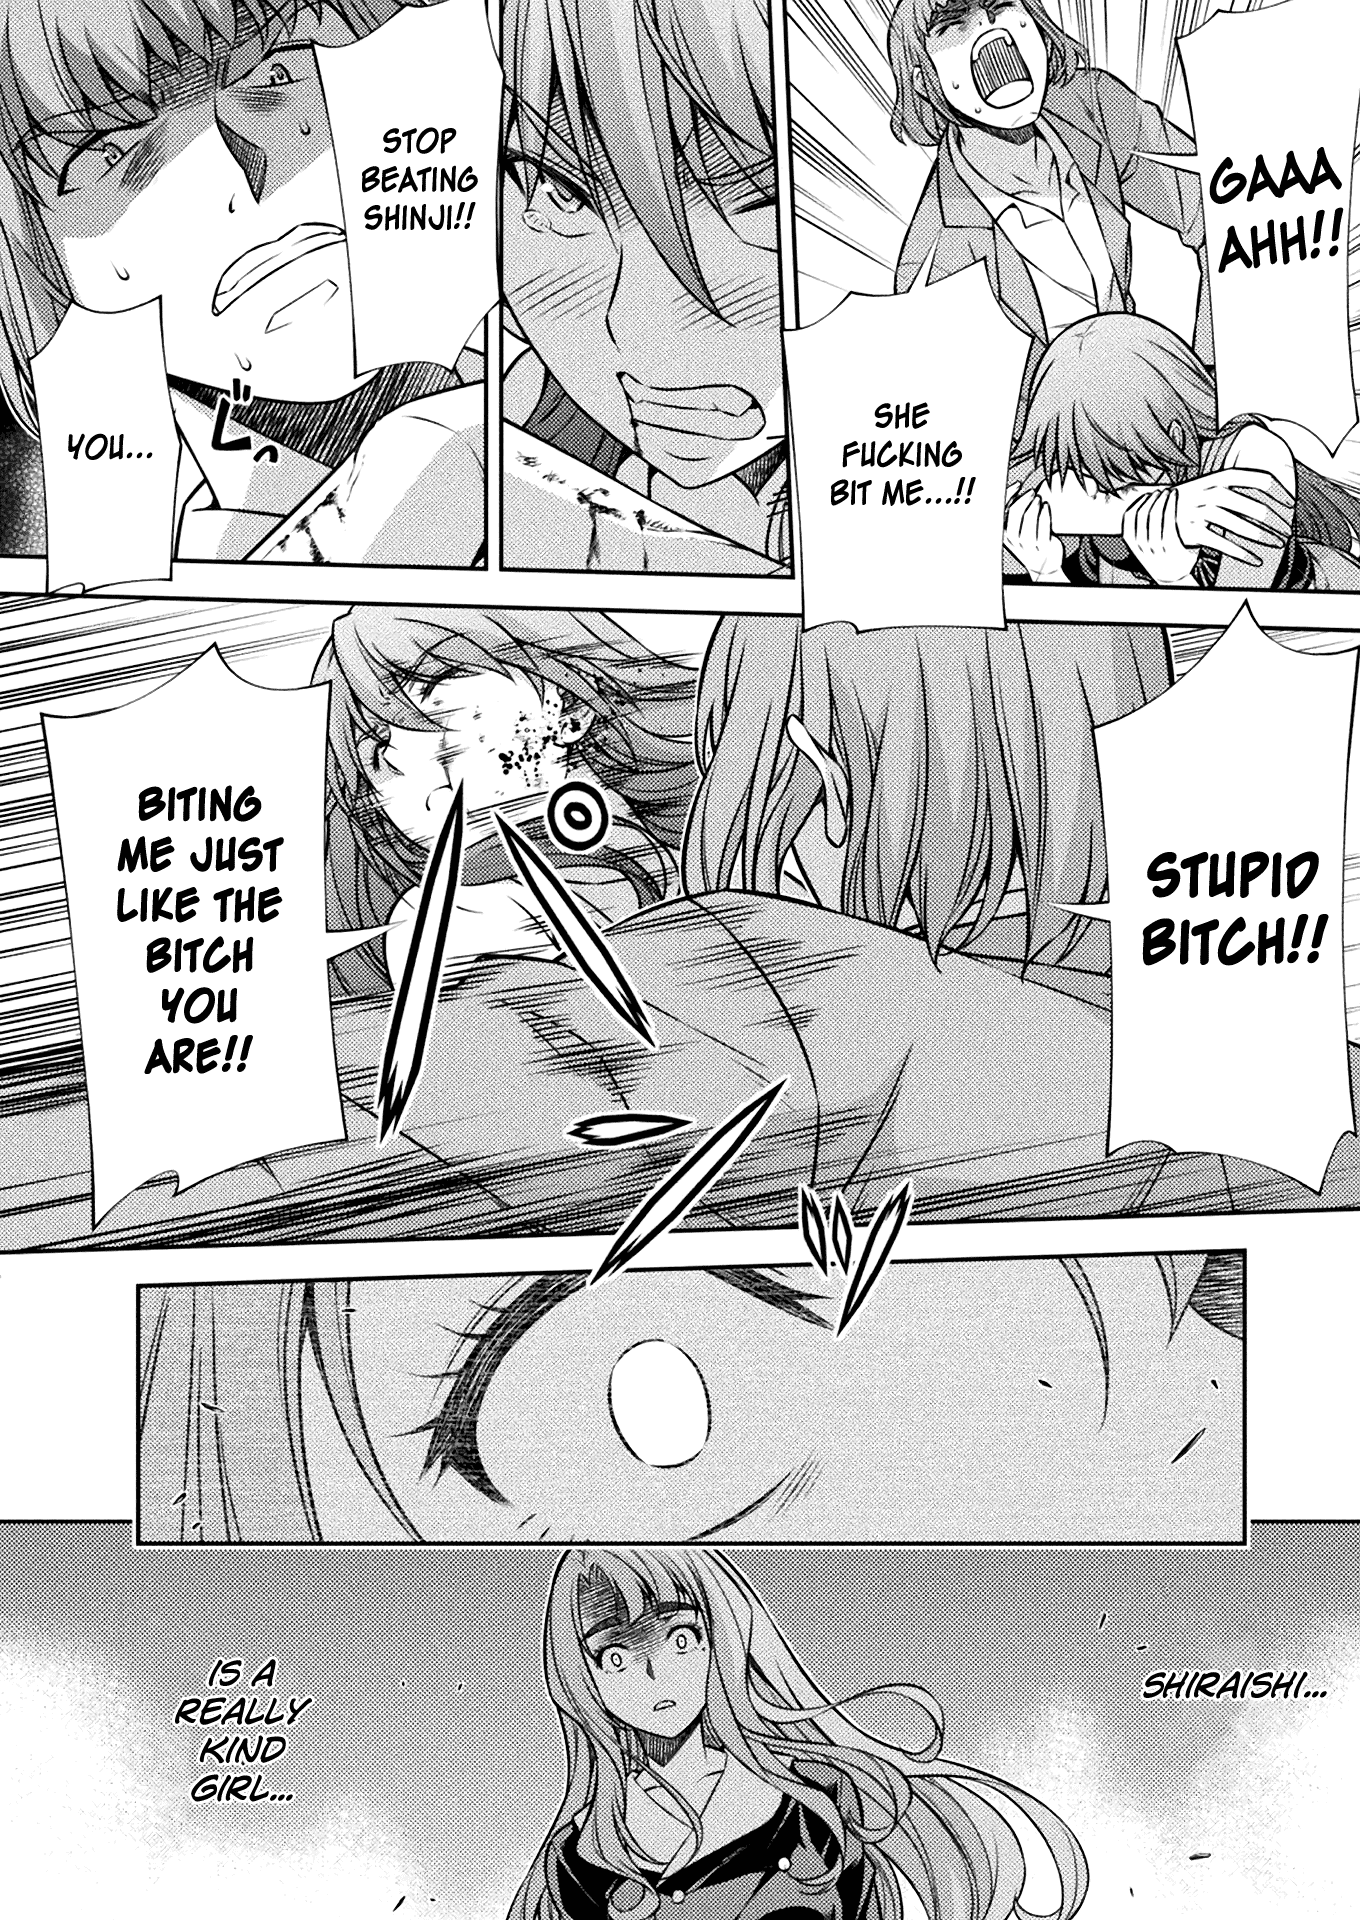 GAAA
AHH!!
SHE
FUCKING
BIT ME...!!
STOP
BEATING
SHINJI!!
YOU...
STUPID
BITCH!!
BITING
ME JUST
LIKE THE
BITCH
YOU
ARE!!
SHIRAISHI...
IS A
REALLY
KIND
GIRL...